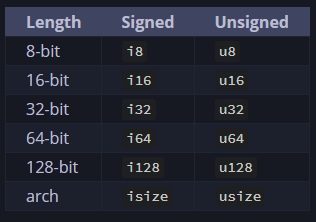 Length Signed Unsigned
8-bit i8 u8
16-bit i16 u16
32-bit i32 u32
64-bit i64 u64
128-bit i128 u128
arch isize usize